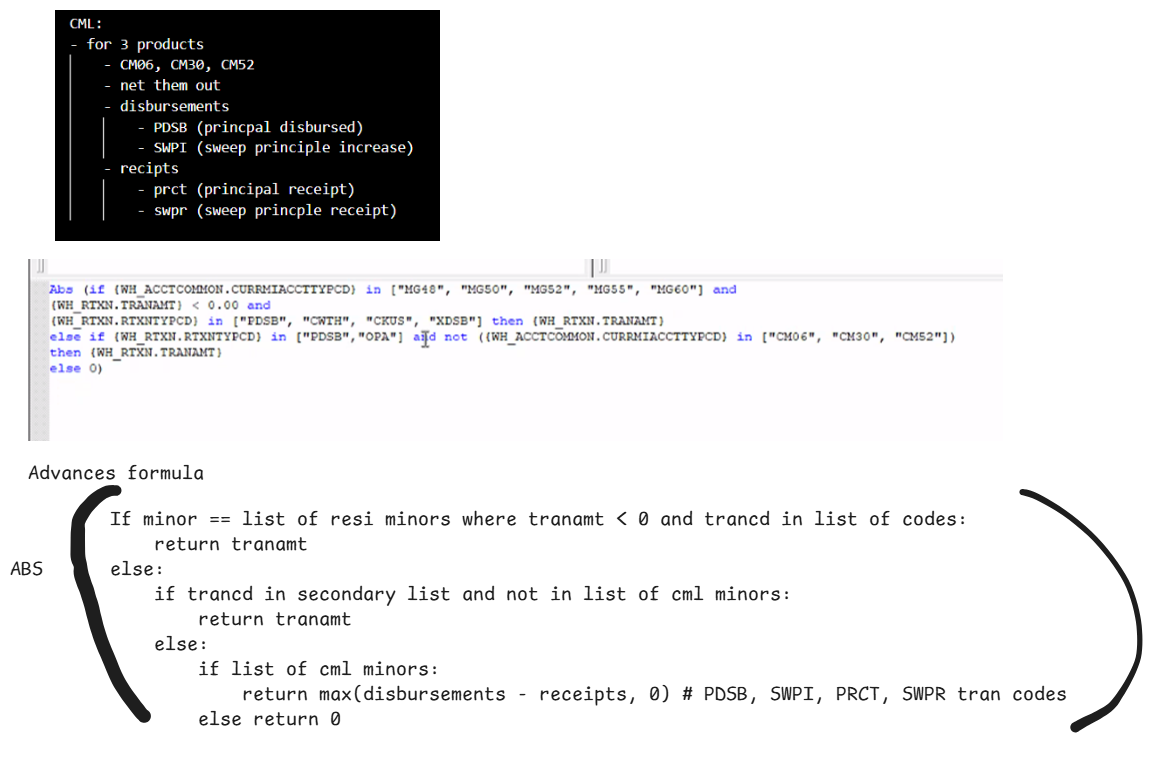 CML:
- for 3 products
- CM06, CM30, CM52
- net them out
- disbursements
- PDSB (princpal disbursed)
- SWPI (sweep principle increase)
- recipts
- prct (principal receipt)
- swpr (sweep princple receipt)
Abs (if {WH_ACCTCOMMON.CURRMIACCTTYPCD} in ["MG48", "MG50", "MG52", "MG55", "MG60"] and
{WH_RTXN.TRANAMT} < 0.00 and
{WH_RTXN.RTXNTYPCD} in ["PDSB", "CWTH", "CKUS", "XDSB"] then {WH_RTXN.TRANAMT}
else if {WH_RTXN.RTXNTYPCD} in ["PDSB","OPA"] and not ({WH_ACCTCOMMON.CURRMIACCTTYPCD} in ["CM06", "CM30", "CM52"])
then {WH_RTXN.TRANAMT}
else 0)
Advances formula
If minor == list of resi minors where tranamt < 0 and trancd in list of codes:
return tranamt
ABS else:
if trancd in secondary list and not in list of cml minors:
return tranamt
else:
if list of cml minors:
return max(disbursements - receipts, 0) # PDSB, SWPI, PRCT, SWPR tran codes
else return 0